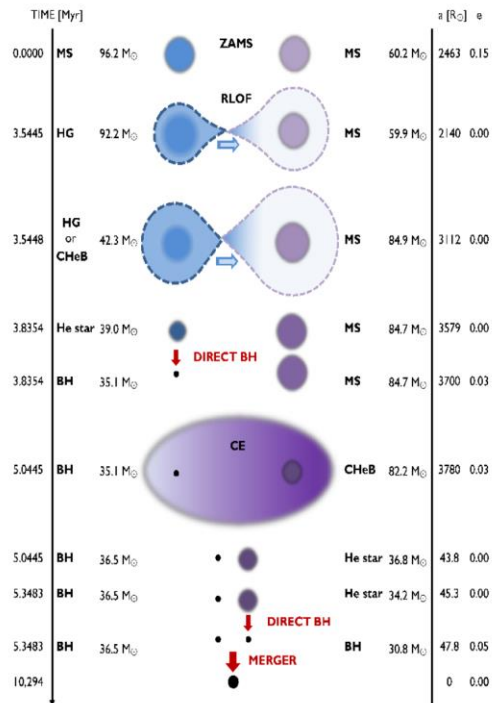 TIME [Myr] a [R☉] e
ZAMS
0.0000 MS 96.2 M☉ MS 60.2 M☉ 2463 0.15
RLOF
3.5445 HG 92.2 M☉ MS 59.9 M☉ 2140 0.00
HG
or
CHeB
3.5448 42.3 M☉ MS 84.9 M☉ 3112 0.00
3.8354 He star 39.0 M☉ MS 84.7 M☉ 3579 0.00
DIRECT BH
3.8354 BH 35.1 M☉ MS 84.7 M☉ 3700 0.03
CE
5.0445 BH 35.1 M☉ CHeB 82.2 M☉ 3780 0.03
5.0445 BH 36.5 M☉ He star 36.8 M☉ 43.8 0.00
5.3483 BH 36.5 M☉ He star 34.2 M☉ 45.3 0.00
DIRECT BH
5.3483 BH 36.5 M☉ BH 30.8 M☉ 47.8 0.05
MERGER
10,294 0 0.00